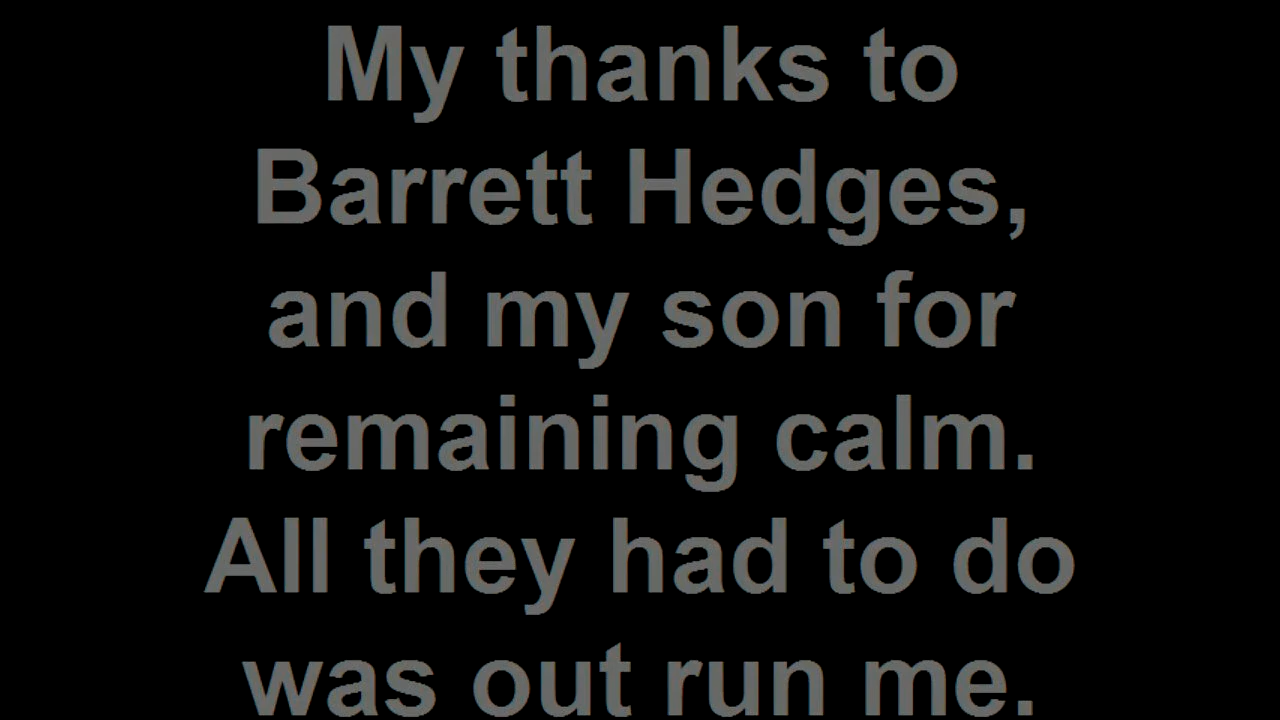 My thanks to
Barrett Hedges,
and my son for
remaining calm.
All they had to do
was out run me.